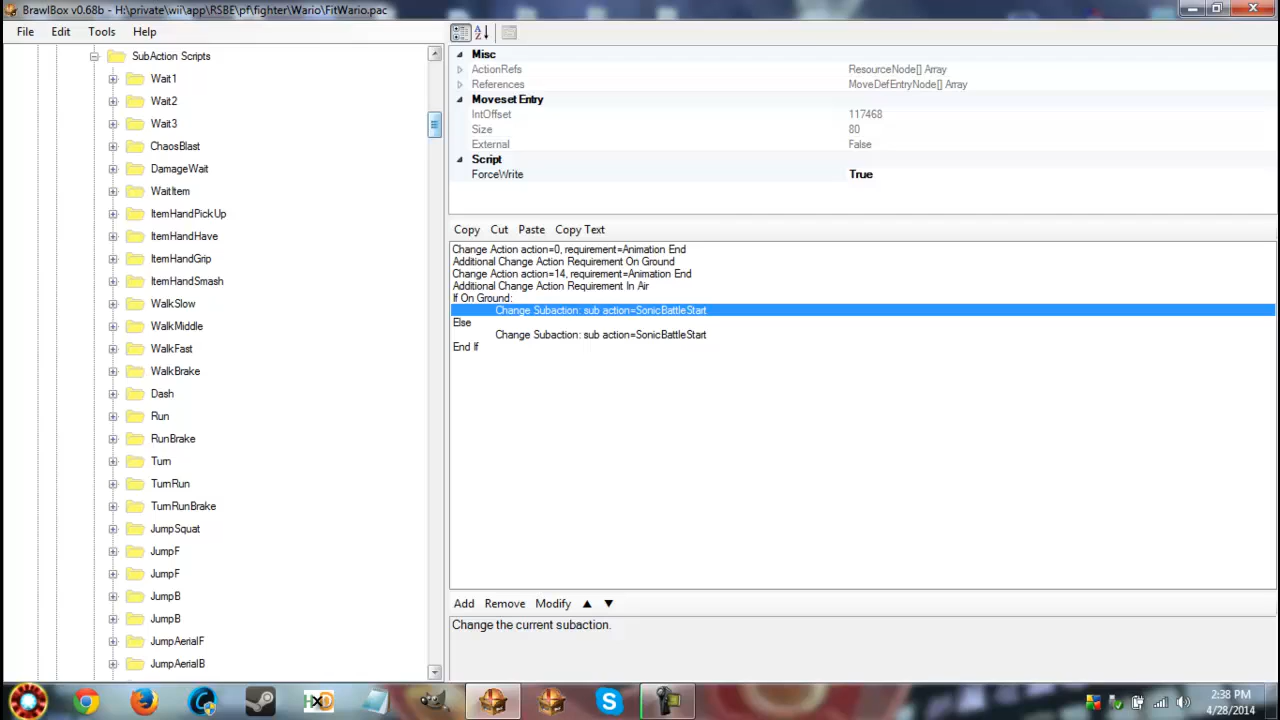 BrawlBox v0.68b - H:\private\wii\app\RSBE\pf\fighter\Wario\FitWario.pac
File Edit Tools Help
SubAction Scripts
Wait1
Wait2
Wait3
ChaosBlast
DamageWait
WaitItem
ItemHandPickUp
ItemHandHave
ItemHandGrip
ItemHandSmash
WalkSlow
WalkMiddle
WalkFast
WalkBrake
Dash
Run
RunBrake
Turn
TurnRun
TurnRunBrake
JumpSquat
JumpF
JumpF
JumpB
JumpB
JumpAerialF
JumpAerialB
Misc
ActionRefs ResourceNode[] Array
References MoveDefEntryNode[] Array
Moveset Entry
IntOffset 117468
Size 80
External False
Script
ForceWrite True
Copy Cut Paste Copy Text
Change Action action=0, requirement=Animation End
Additional Change Action Requirement On Ground
Change Action action=14, requirement=Animation End
Additional Change Action Requirement In Air
If On Ground:
Change Subaction: sub action=SonicBattleStart
Else
Change Subaction: sub action=SonicBattleStart
End If
Add Remove Modify ▲ ▼
Change the current subaction.
HXD
2:38 PM
4/28/2014